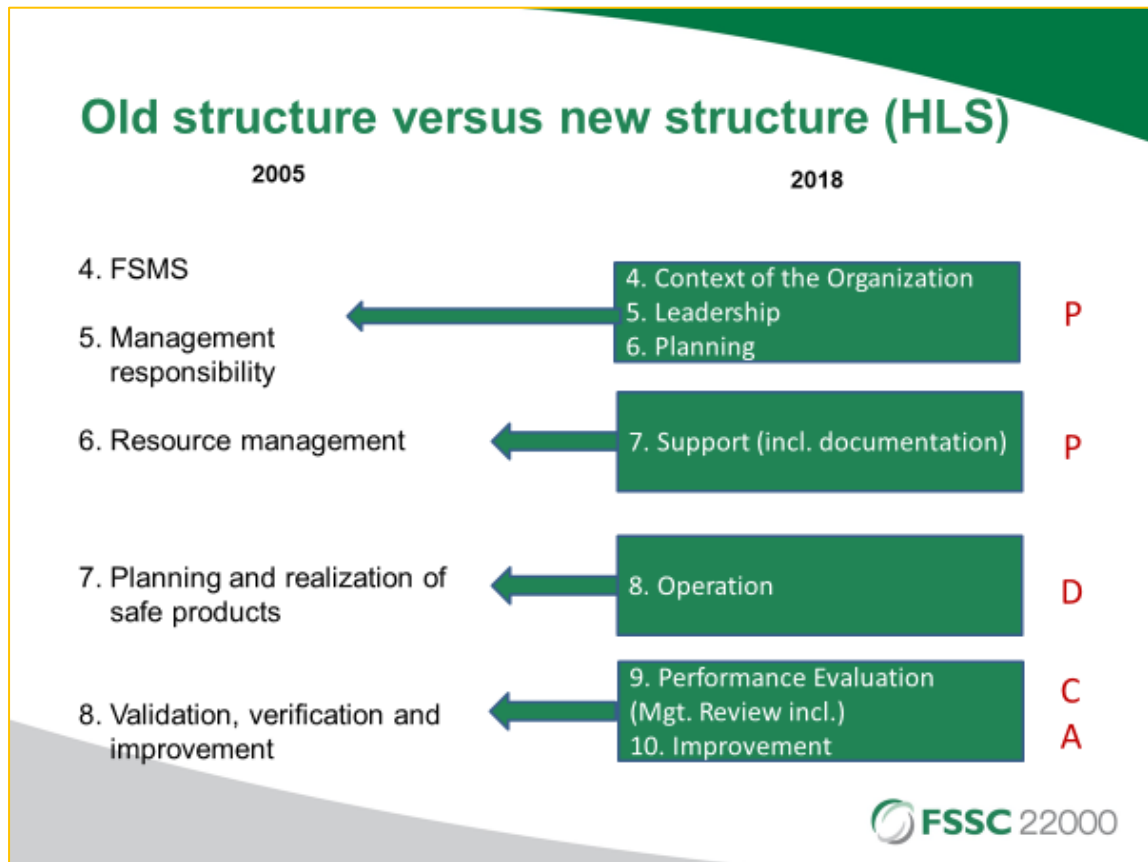 Old structure versus new structure (HLS)
2005
2018
4. FSMS
5. Management
responsibility
6. Resource management
7. Planning and realization of
safe products
8. Validation, verification and
improvement
4. Context of the Organization
5. Leadership
6. Planning
P
7. Support (incl. documentation)
P
8. Operation
D
9. Performance Evaluation
(Mgt. Review incl.)
10. Improvement
C
A
FSSC 22000